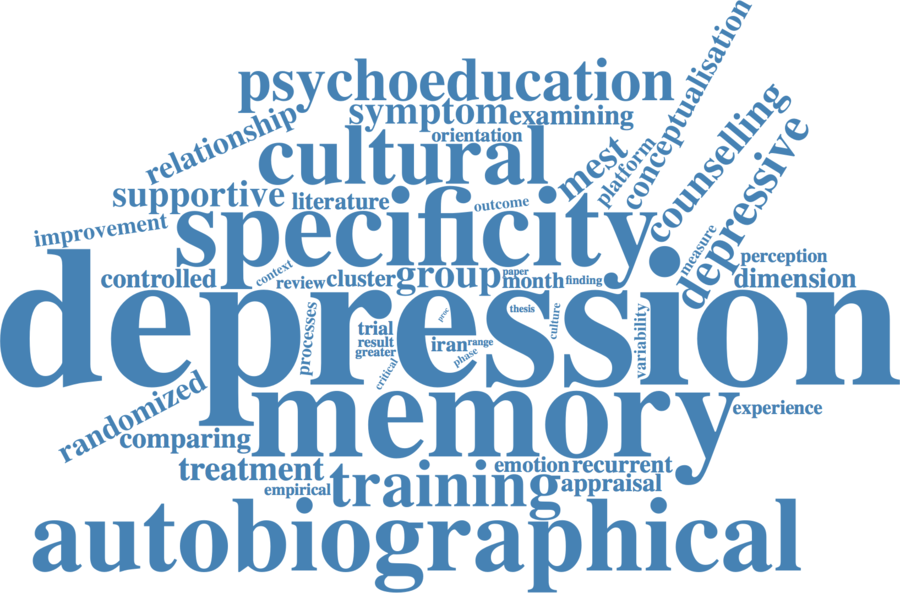 psychoeducation
conceptualisation
symptom
examining
relationship
orientation
counselling
cultural
mest
platform
depressive
supportive
literature
outcome
specificity
improvement
measure
perception
controlled
context
review
cluster
group
paper
month
finding
dimension
depression
processes
trial
result
greater
critical
proc
iran
range
phase
thesis
culture
variability
randomized
memory
experience
comparing
treatment
emotion
recurrent
empirical
training
appraisal
autobiographical